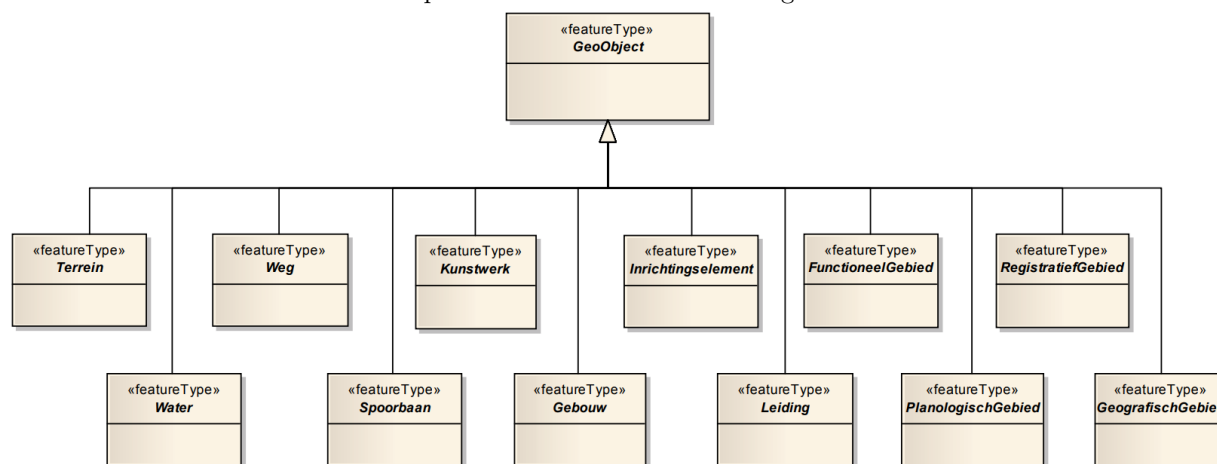 «featureType»
GeoObject
«featureType»
Terrein
«featureType»
Weg
«featureType»
Kunstwerk
«featureType»
Inrichtingselement
«featureType»
FunctioneelGebied
«featureType»
RegistratiefGebied
«featureType»
Water
«featureType»
Spoorbaan
«featureType»
Gebouw
«featureType»
Leiding
«featureType»
PlanologischGebied
«featureType»
GeografischGebie